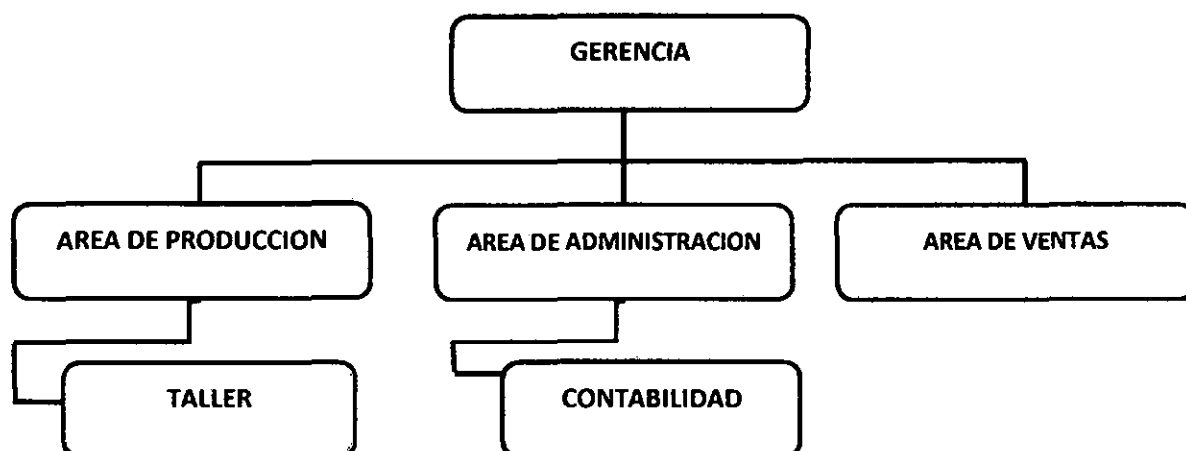 GERENCIA
AREA DE PRODUCCION
AREA DE ADMINISTRACION
AREA DE VENTAS
TALLER
CONTABILIDAD